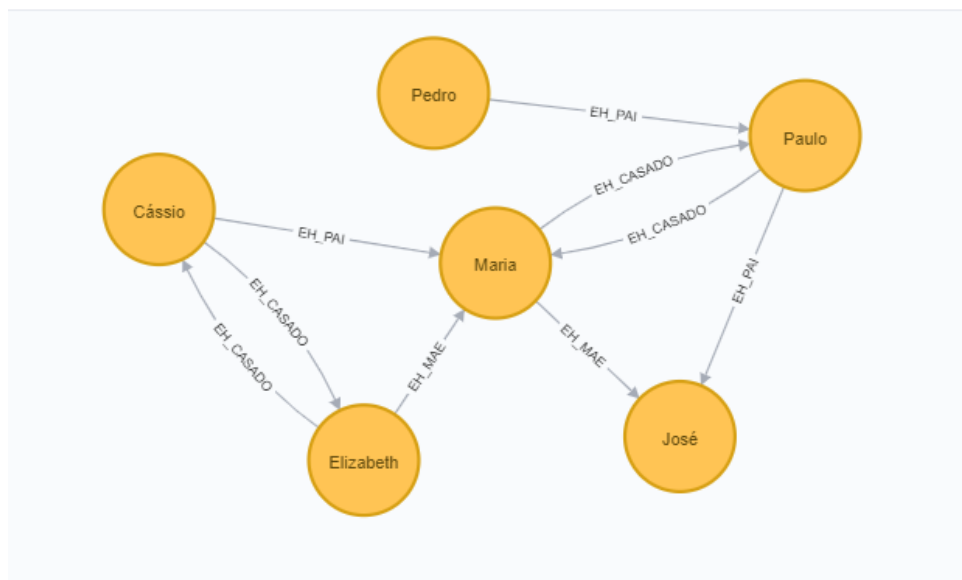 Pedro
EH_PAI
Paulo
EH_CASADO
Cássio
EH_PAI
EH_CASADO
Maria
EH_PAI
EH_CASADO
EH_CASADO
EH_MAE
EH_MAE
José
Elizabeth